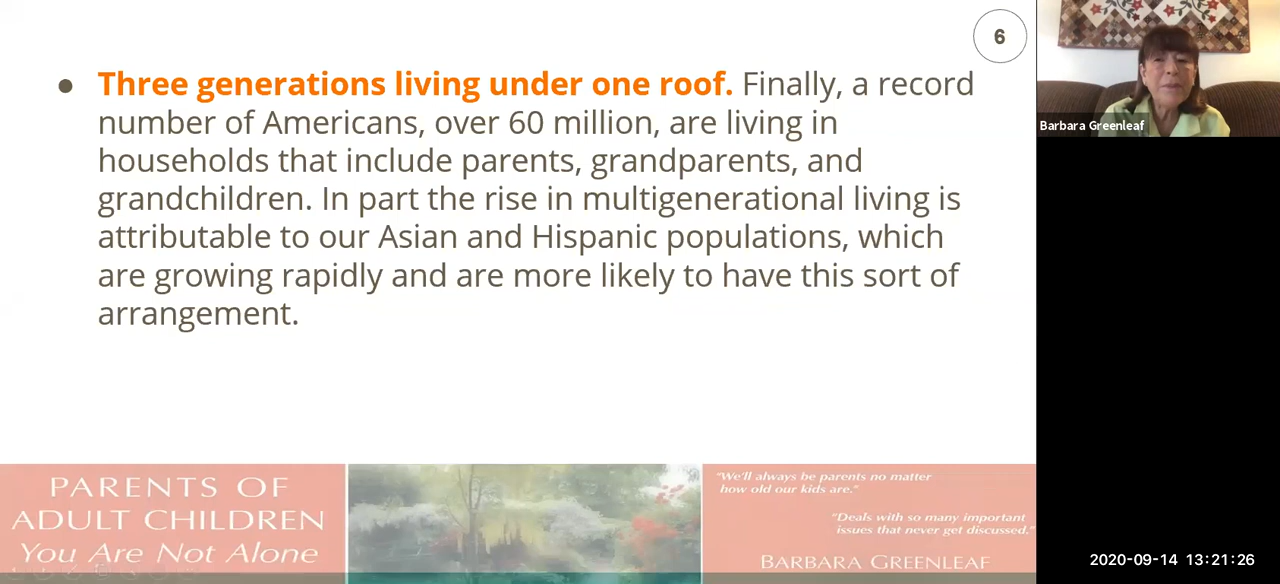 6
● Three generations living under one roof. Finally, a record
number of Americans, over 60 million, are living in
households that include parents, grandparents, and
grandchildren. In part the rise in multigenerational living is
attributable to our Asian and Hispanic populations, which
are growing rapidly and are more likely to have this sort of
arrangement.
Barbara Greenleaf
PARENTS OF
ADULT CHILDREN
You Are Not Alone
"We'll always be parents no matter
how old our kids are."
"Deals with so many important
issues that never get discussed."
BARBARA GREENLEAF
2020-09-14 13:21:26